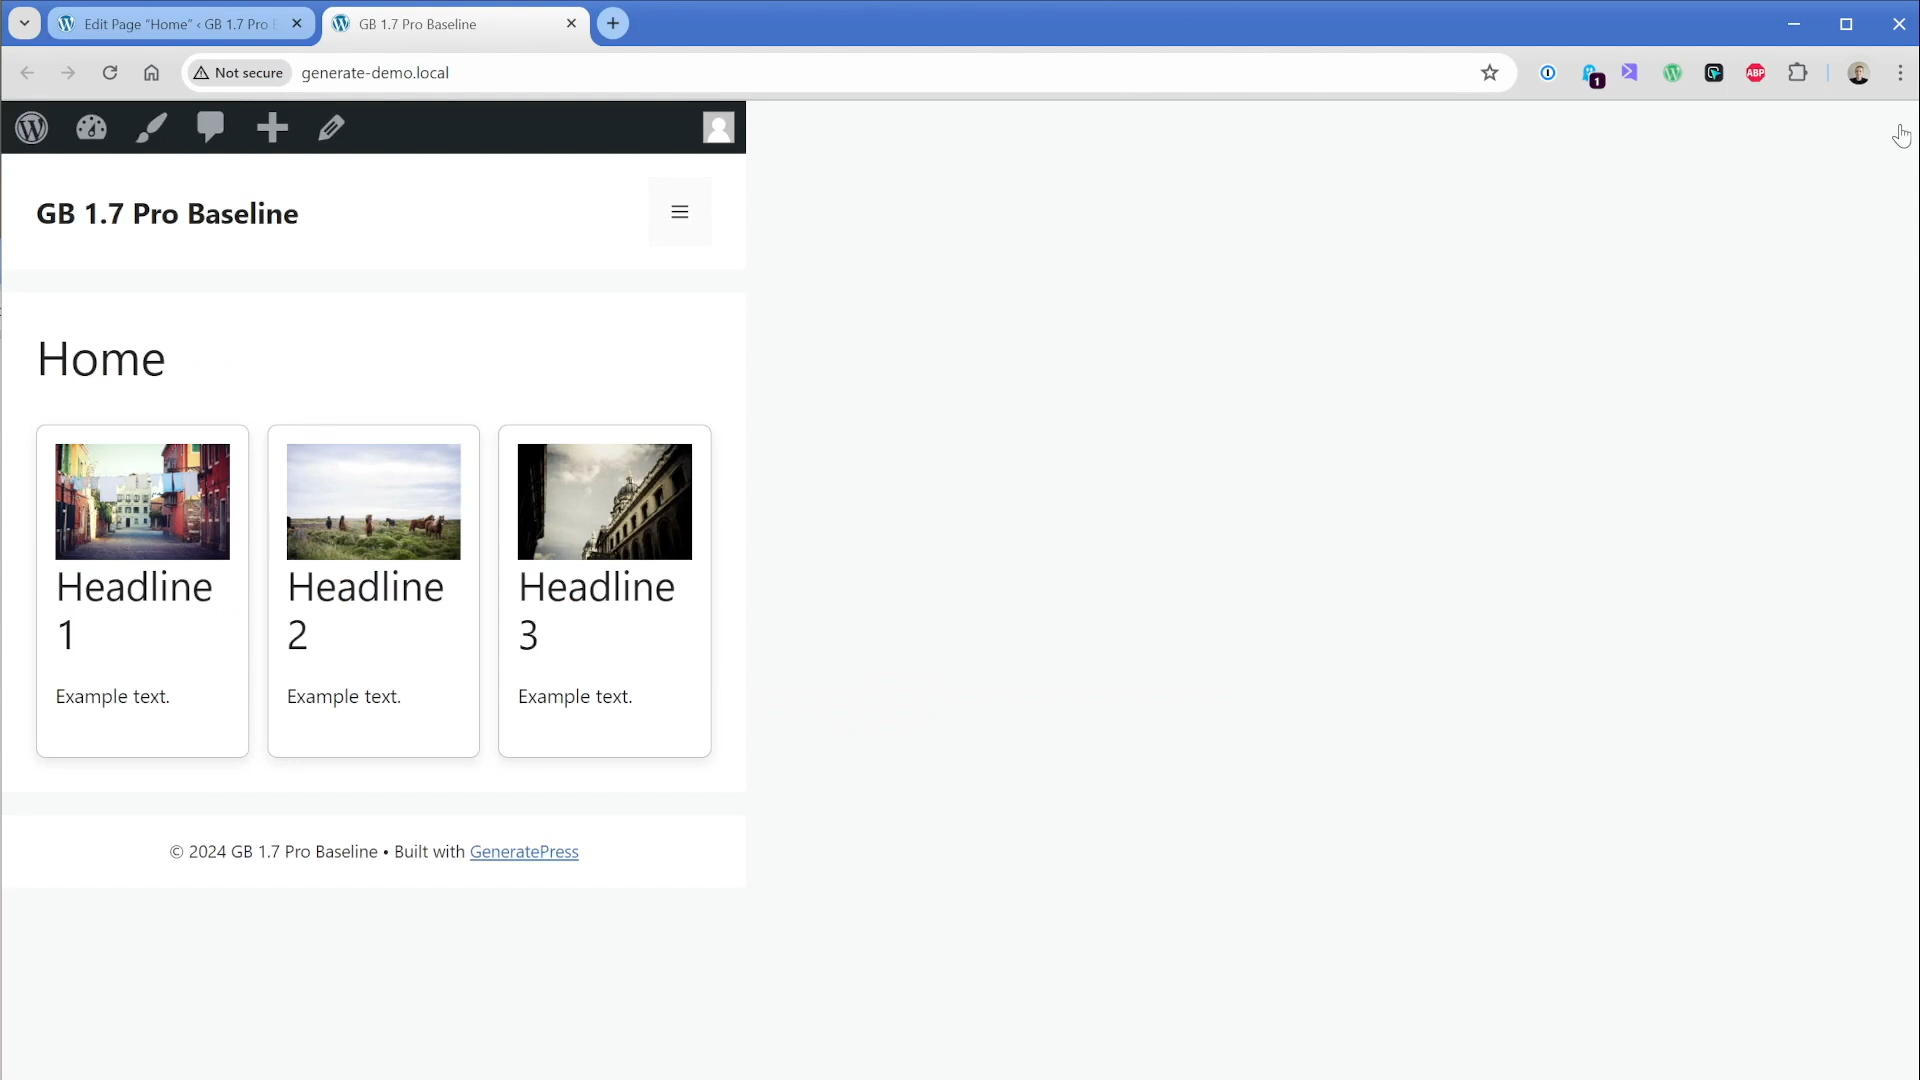 Edit Page “Home” ‹ GB 1.7 Pro
GB 1.7 Pro Baseline
Not secure
generate-demo.local
1
ABP
GB 1.7 Pro Baseline
Home
Headline
1
Example text.
Headline
2
Example text.
Headline
3
Example text.
© 2024 GB 1.7 Pro Baseline • Built with GeneratePress